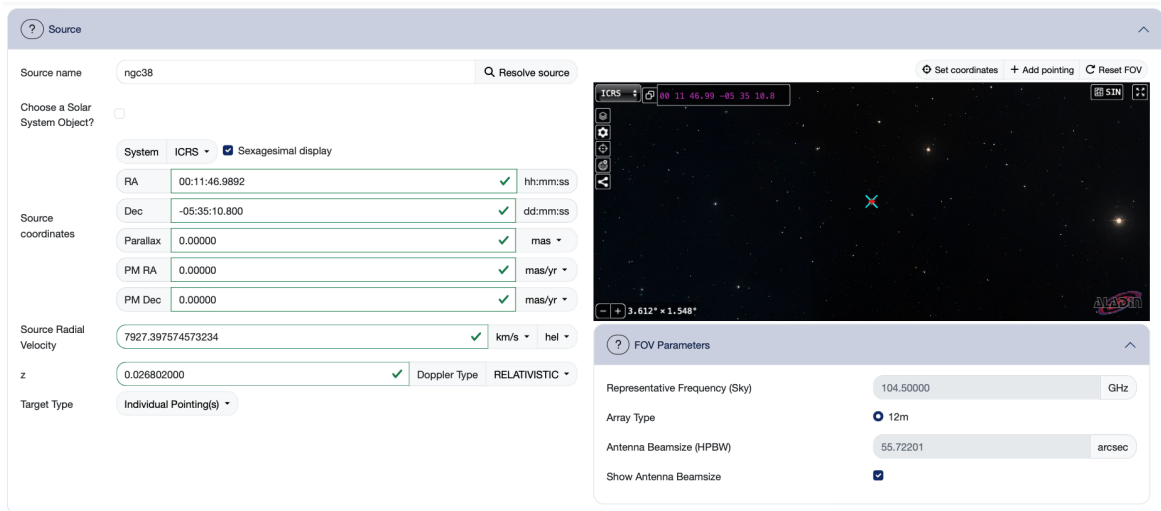 ? Source
Source name ngc38 Resolve source
Choose a Solar
System Object?
System ICRS Sexagesimal display
RA 00:11:46.9892 hh:mm:ss
Source
coordinates
Dec -05:35:10.800 dd:mm:ss
Parallax 0.00000 mas
PM RA 0.00000 mas/yr
PM Dec 0.00000 mas/yr
Source Radial
Velocity
7927.397574573234 km/s hel
z 0.026802000 Doppler Type RELATIVISTIC
Target Type Individual Pointing(s)
Set coordinates + Add pointing Reset FOV
ICRS 00 11 46.99 -05 35 10.8 SIN
ALADIN
- + 3.612° × 1.548°
? FOV Parameters
Representative Frequency (Sky) 104.50000 GHz
Array Type 12m
Antenna Beamsize (HPBW) 55.72201 arcsec
Show Antenna Beamsize